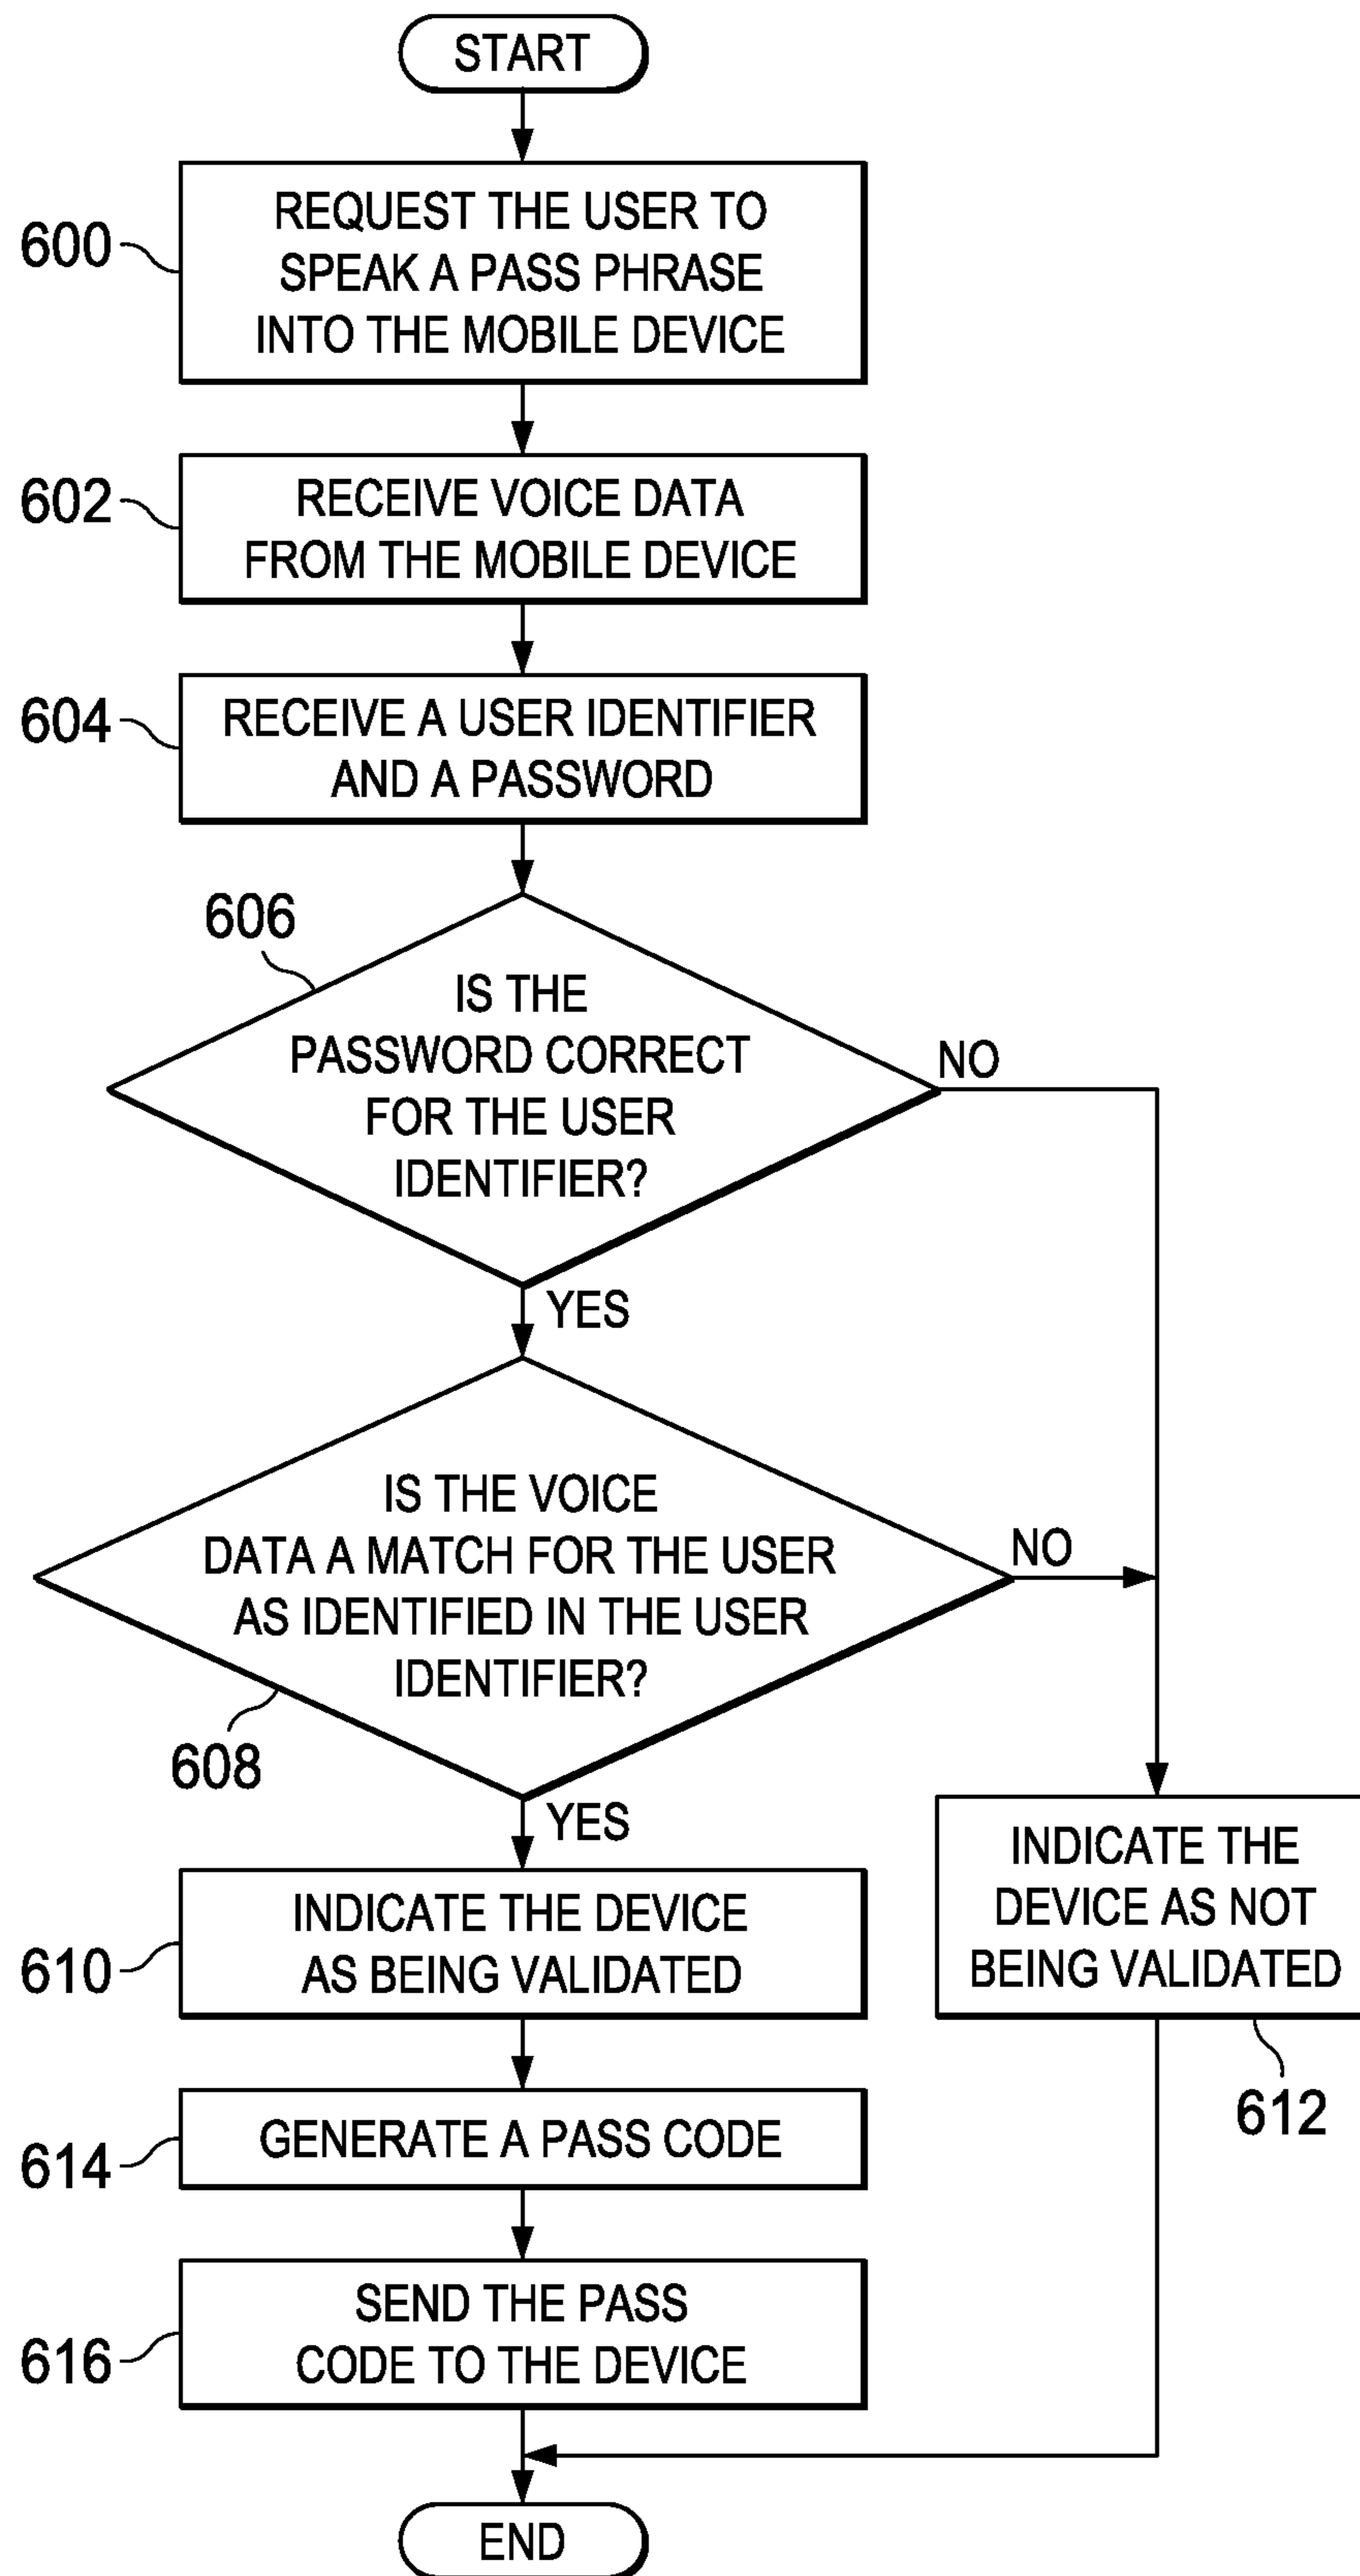 START
600
REQUEST THE USER TO
SPEAK A PASS PHRASE
INTO THE MOBILE DEVICE
602
RECEIVE VOICE DATA
FROM THE MOBILE DEVICE
604
RECEIVE A USER IDENTIFIER
AND A PASSWORD
606
IS THE
PASSWORD CORRECT
FOR THE USER
IDENTIFIER?
NO
YES
IS THE VOICE
DATA A MATCH FOR THE USER
AS IDENTIFIED IN THE USER
IDENTIFIER?
NO
608
YES
610
INDICATE THE DEVICE
AS BEING VALIDATED
INDICATE THE
DEVICE AS NOT
BEING VALIDATED
612
614
GENERATE A PASS CODE
616
SEND THE PASS
CODE TO THE DEVICE
END